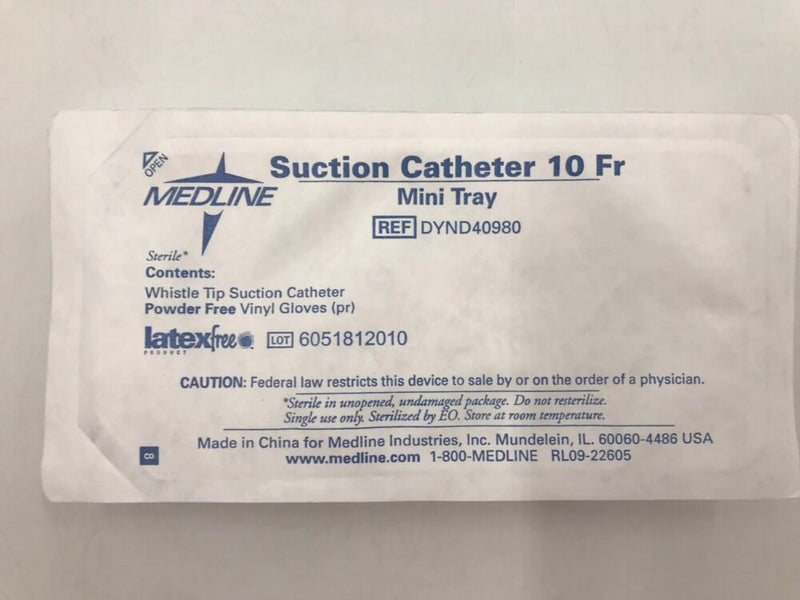 OPEN
MEDLINE
Suction Catheter 10 Fr
Mini Tray
REF DYND40980
Sterile*
Contents:
Whistle Tip Suction Catheter
Powder Free Vinyl Gloves (pr)
latexfree
PRODUCT
LOT 6051812010
CAUTION: Federal law restricts this device to sale by or on the order of a physician.
*Sterile in unopened, undamaged package. Do not resterilize.
Single use only. Sterilized by EO. Store at room temperature.
Made in China for Medline Industries, Inc. Mundelein, IL. 60060-4486 USA
www.medline.com 1-800-MEDLINE RL09-22605
8